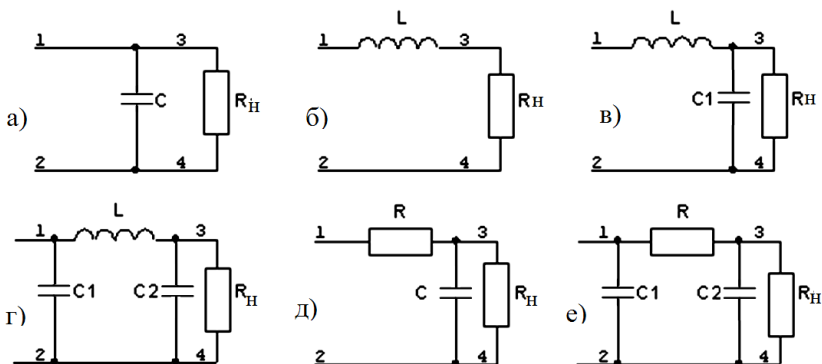 1 3 C Rн 2 4 а)
L 1 3 Rн 2 4 б)
L 1 3 C1 Rн 2 4 в)
L 1 3 C1 C2 Rн 2 4 г)
R 1 3 C Rн 2 4 д)
R 1 3 C1 C2 Rн 2 4 е)